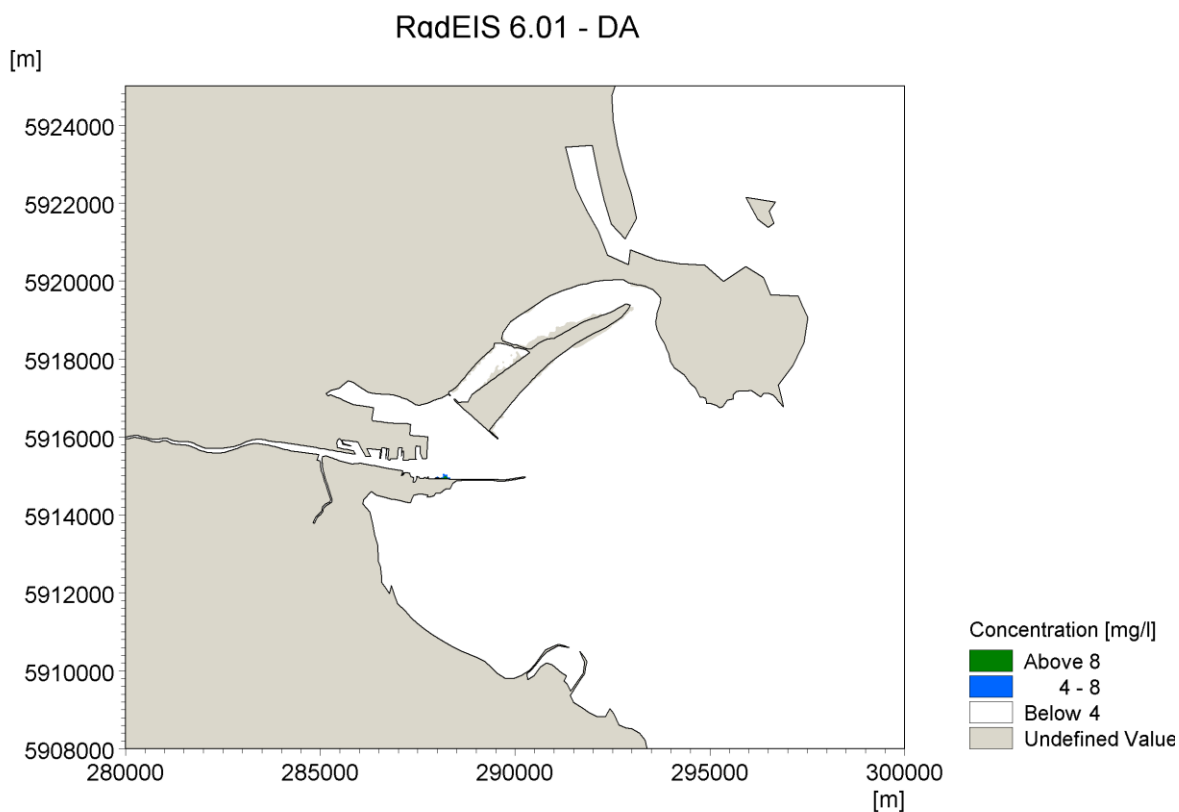 RadEIS 6.01 - DA
[m]
5924000
5922000
5920000
5918000
5916000
5914000
5912000
5910000
5908000
280000 285000 290000 295000 300000
[m]
Concentration [mg/l]
Above 8
4 - 8
Below 4
Undefined Value